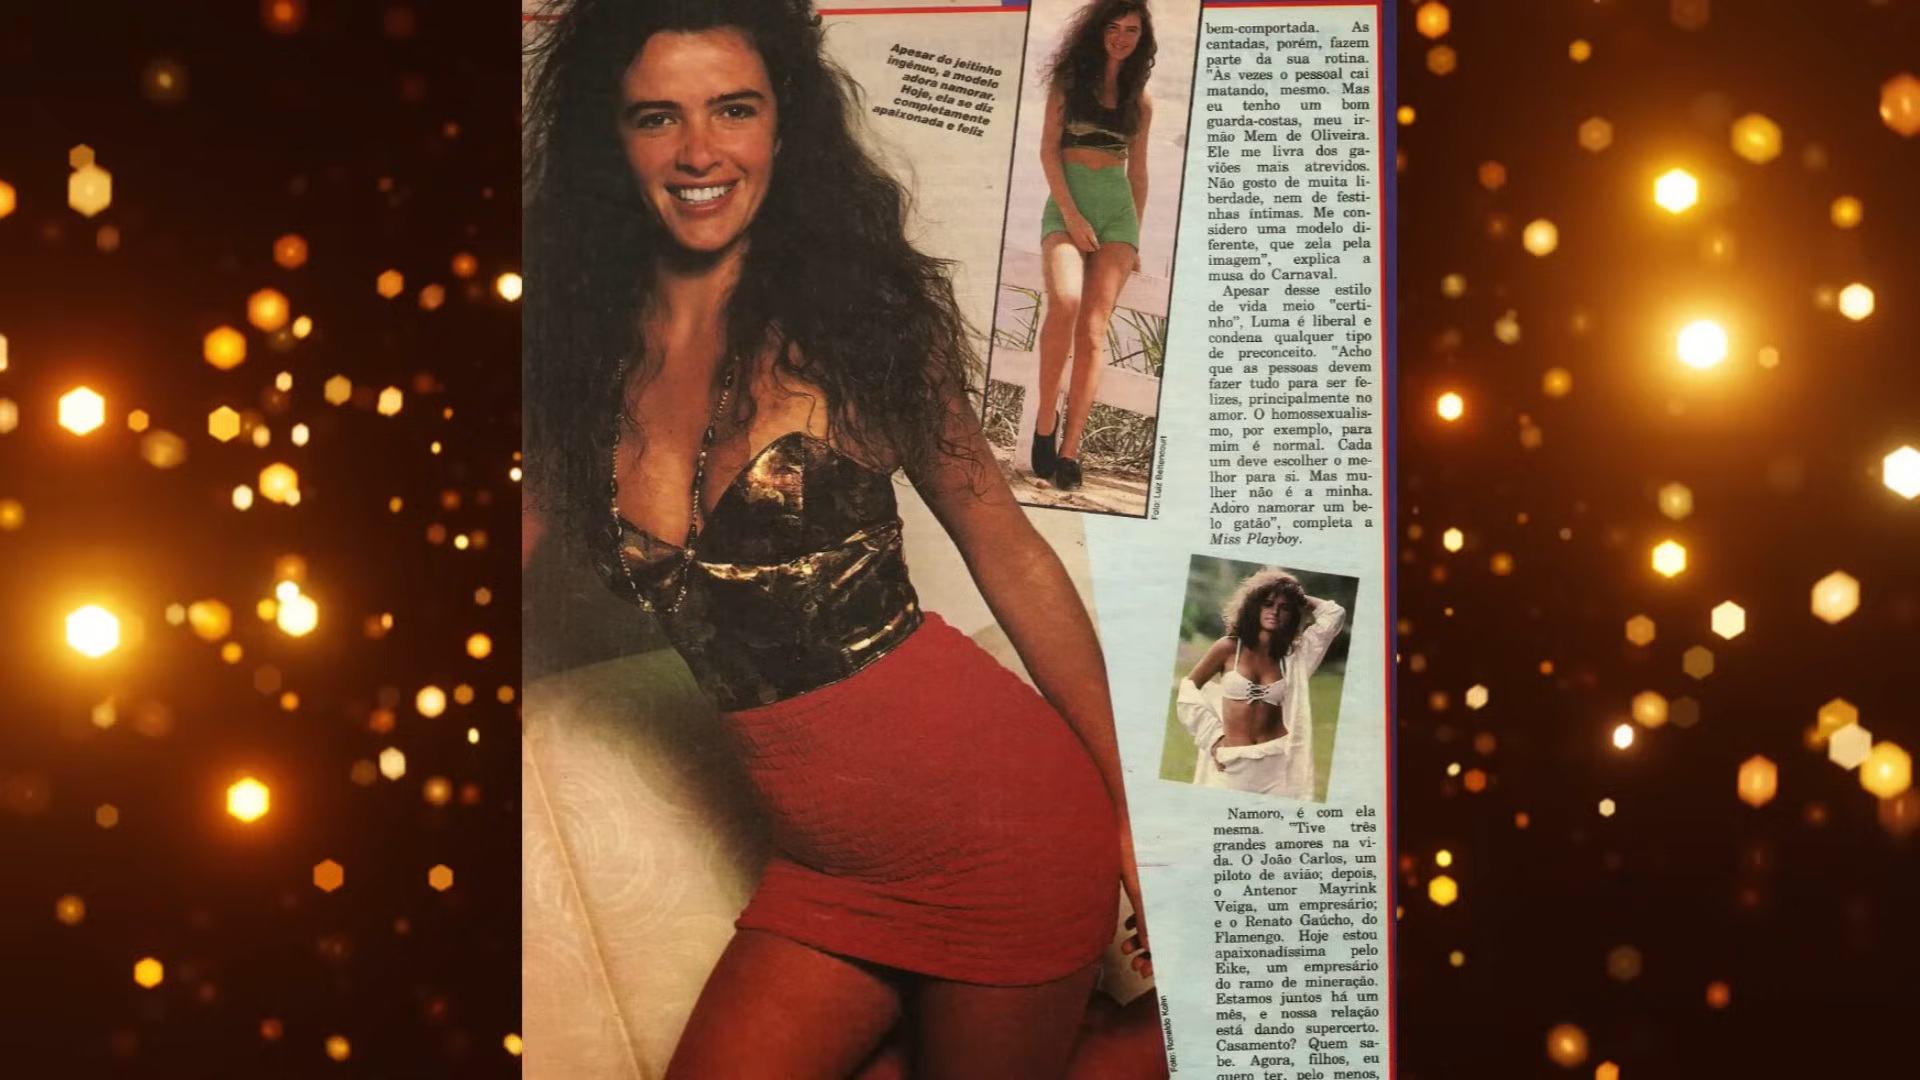 Apesar do jeitinho
ingênuo, a modelo
adora namorar.
Hoje, ela se diz
completamente
apaixonada e feliz
bem-comportada. As
cantadas, porém, fazem
parte da sua rotina.
"Às vezes o pessoal cai
matando, mesmo. Mas
eu tenho um bom
guarda-costas, meu ir-
mão Mem de Oliveira.
Ele me livra dos ga-
viões mais atrevidos.
Não gosto de muita li-
berdade, nem de festi-
nhas íntimas. Me con-
sidero uma modelo di-
ferente, que zela pela
imagem", explica a
musa do Carnaval.
Apesar desse estilo
de vida meio "certi-
nho", Luma é liberal e
condena qualquer tipo
de preconceito. "Acho
que as pessoas devem
fazer tudo para ser fe-
lizes, principalmente no
amor. O homossexualis-
mo, por exemplo, para
mim é normal. Cada
um deve escolher o me-
lhor para si. Mas mu-
lher não é a minha.
Adoro namorar um be-
lo gatão", completa a
Miss Playboy.
Foto: Luiz Bettencourt
Namoro, é com ela
mesma. "Tive três
grandes amores na vi-
da. O João Carlos, um
piloto de avião; depois,
o Antenor Mayrink
Veiga, um empresário;
e o Renato Gaúcho, do
Flamengo. Hoje estou
apaixonadíssima pelo
Eike, um empresário
do ramo de mineração.
Estamos juntos há um
mês, e nossa relação
está dando supercerto.
Casamento? Quem sa-
be. Agora, filhos, eu
quero ter, pelo menos,
Foto: Ronaldo Kohn